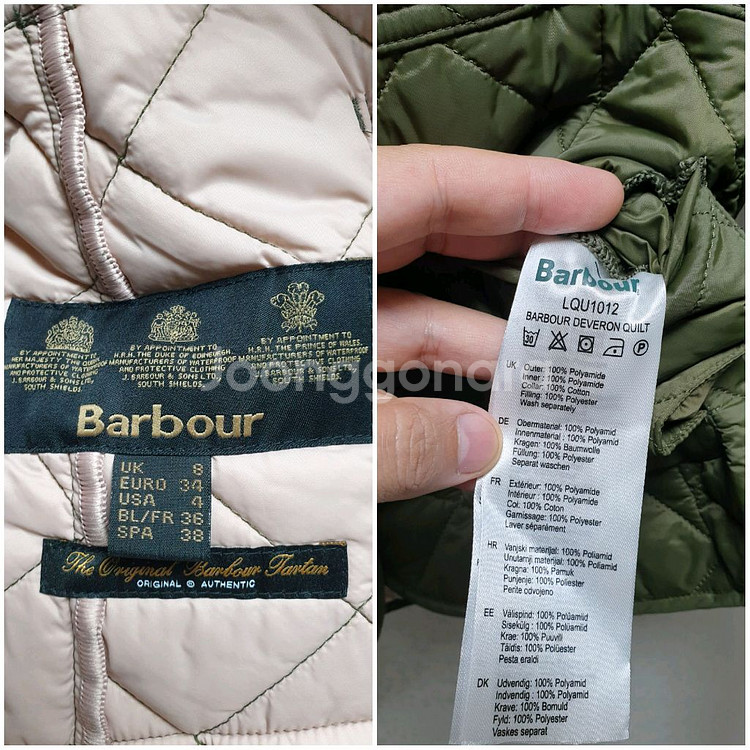 BY APPOINTMENT TO
HER MAJESTY THE QUEEN
MANUFACTURERS OF WATERPROOF
AND PROTECTIVE CLOTHING
J. BARBOUR & SONS LTD.
SOUTH SHIELDS.
BY APPOINTMENT TO
H.R.H. THE DUKE OF EDINBURGH
MANUFACTURERS OF WATERPROOF
AND PROTECTIVE CLOTHING
J. BARBOUR & SONS LTD.
SOUTH SHIELDS.
BY APPOINTMENT TO
H.R.H. THE PRINCE OF WALES
MANUFACTURERS OF WATERPROOF
AND PROTECTIVE CLOTHING
Barbour
UK 8
EURO 34
USA 4
BL/FR 36
SPA 38
The Original Barbour Tartan
ORIGINAL © AUTHENTIC
Barbour
LQU1012
BARBOUR DEVERON QUILT
30 P
UK Outer: 100% Polyamide
Inner : 100% Polyamide
Collar: 100% Cotton
Filling: 100% Polyester
Wash separately
DE Obermaterial: 100% Polyamid
Innenmaterial : 100% Polyamid
Kragen: 100% Baumwolle
Füllung: 100% Polyester
Separat waschen
FR Extérieur: 100% Polyamide
Intérieur : 100% Polyamide
Col: 100% Coton
Garnissage: 100% Polyester
Laver séparément
HR Vanjski materijal: 100% Poliamid
Unutarnji materijal: 100% Poliamid
Kragna: 100% Pamuk
Punjenje: 100% Poliester
Perite odvojeno
EE Välispind: 100% Polüamiid
Sisekülg : 100% Polüamiid
Krae: 100% Puuvill
Täidis: 100% Polüester
Pesta eraldi
DK Udvendig: 100% Polyamid
Indvendig : 100% Polyamid
Krave: 100% Bomuld
Fyld: 100% Polyester
Vaskes separat